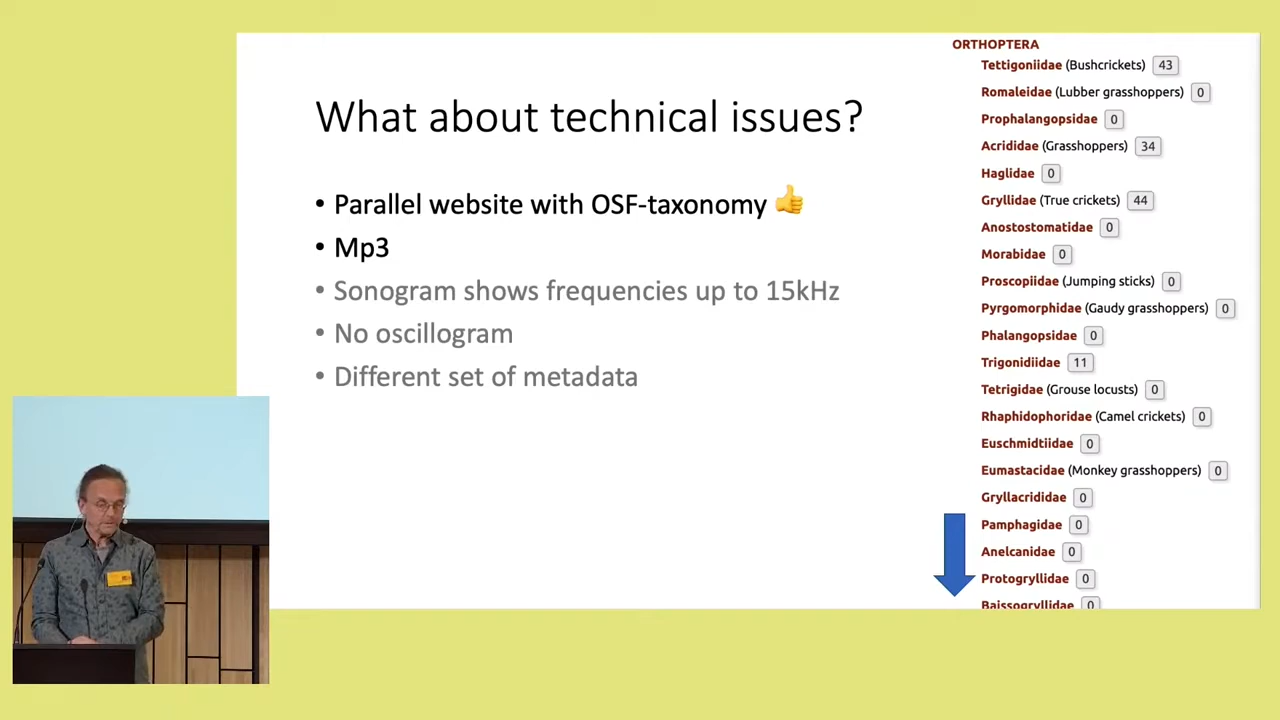 What about technical issues?
• Parallel website with OSF-taxonomy 👍
• Mp3
• Sonogram shows frequencies up to 15kHz
• No oscillogram
• Different set of metadata
ORTHOPTERA
Tettigoniidae (Bushcrickets) 43
Romaleidae (Lubber grasshoppers) 0
Prophalangopsidae 0
Acrididae (Grasshoppers) 34
Haglidae 0
Gryllidae (True crickets) 44
Anostostomatidae 0
Morabidae 0
Proscopiidae (Jumping sticks) 0
Pyrgomorphidae (Gaudy grasshoppers) 0
Phalangopsidae 0
Trigonidiidae 11
Tetrigidae (Grouse locusts) 0
Rhaphidophoridae (Camel crickets) 0
Euschmidtiidae 0
Eumastacidae (Monkey grasshoppers) 0
Gryllacrididae 0
Pamphagidae 0
Anelcanidae 0
Protogryllidae 0
Baissogryllidae 0